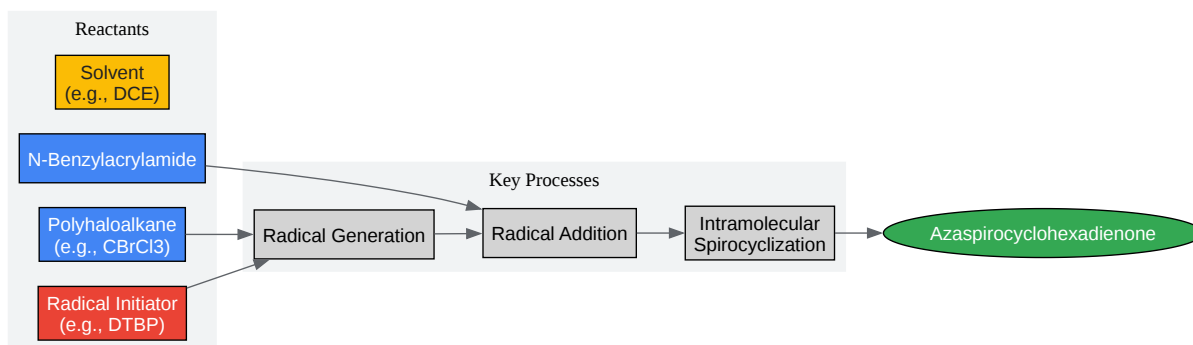 Reactants
Solvent
(e.g., DCE)
N-Benzylacrylamide
Polyhaloalkane
(e.g., CBrCl3)
Radical Initiator
(e.g., DTBP)
Key Processes
Radical Generation
Radical Addition
Intramolecular
Spirocyclization
Azaspirocyclohexadienone